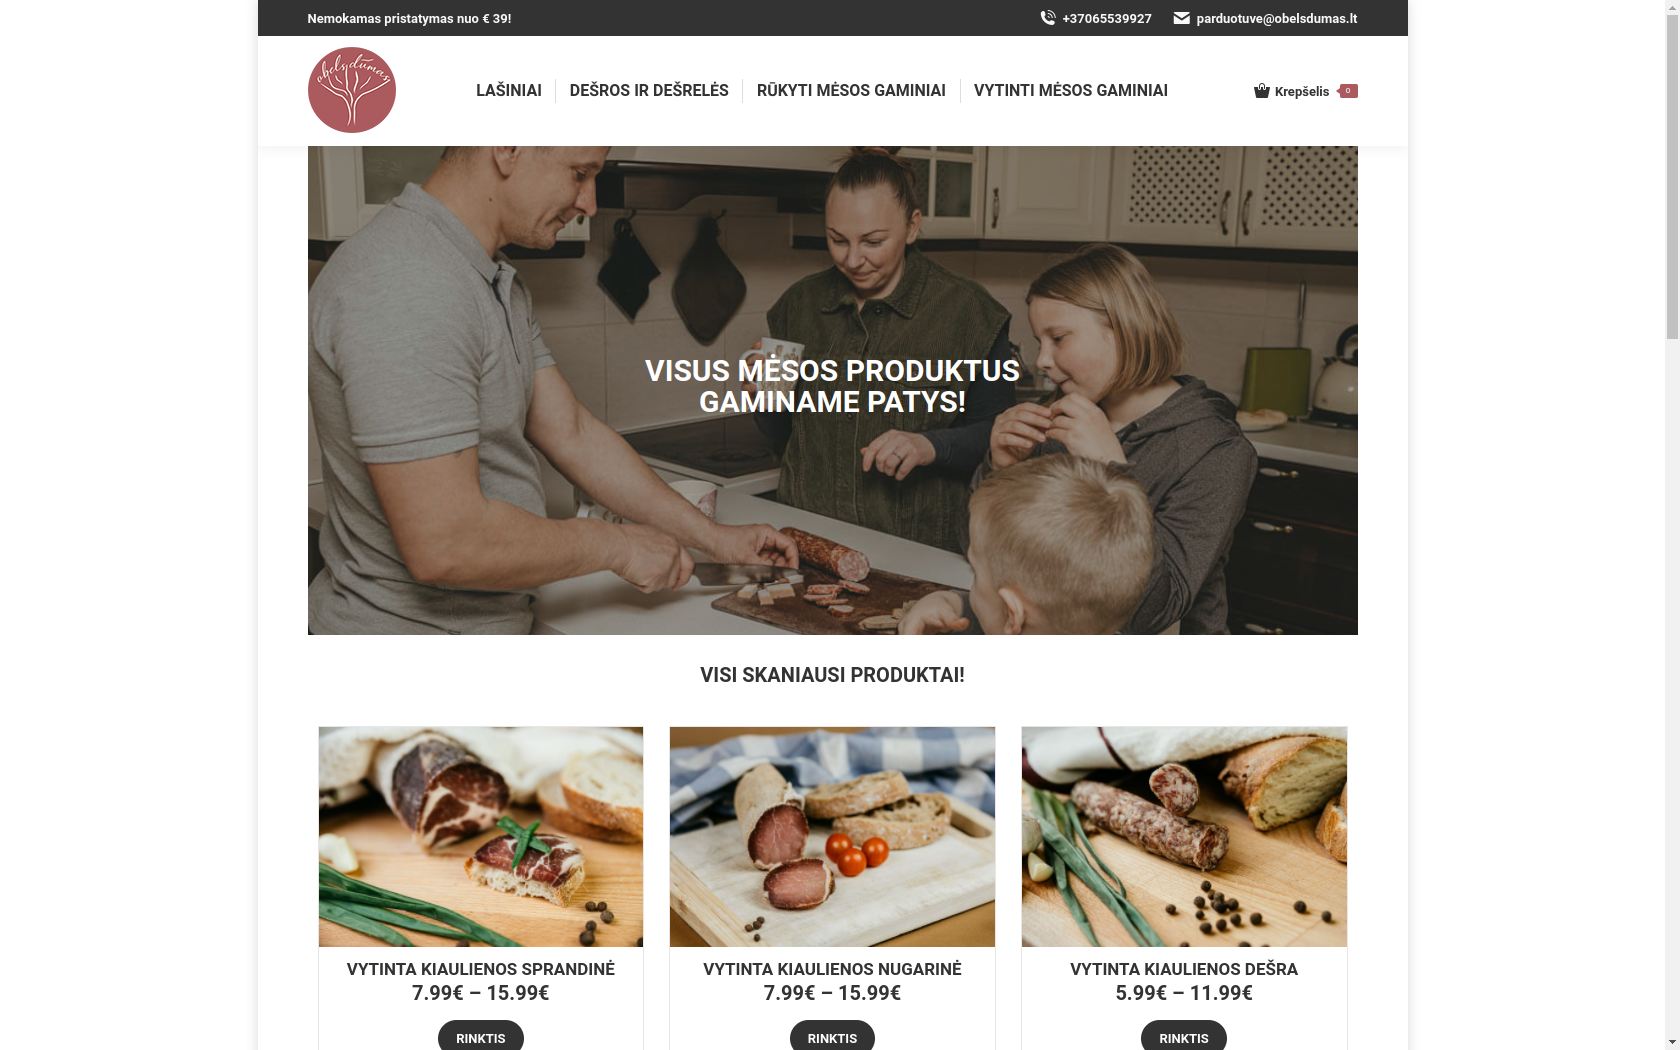 Nemokamas pristatymas nuo € 39!
+37065539927
parduotuve@obelsdumas.lt
obels dūmas
LAŠINIAI
DEŠROS IR DEŠRELĖS
RŪKYTI MĖSOS GAMINIAI
VYTINTI MĖSOS GAMINIAI
Krepšelis
0
VISUS MĖSOS PRODUKTUS
GAMINAME PATYS!
VISI SKANIAUSI PRODUKTAI!
VYTINTA KIAULIENOS SPRANDINĖ
7.99€ – 15.99€
RINKTIS
VYTINTA KIAULIENOS NUGARINĖ
7.99€ – 15.99€
RINKTIS
VYTINTA KIAULIENOS DEŠRA
5.99€ – 11.99€
RINKTIS